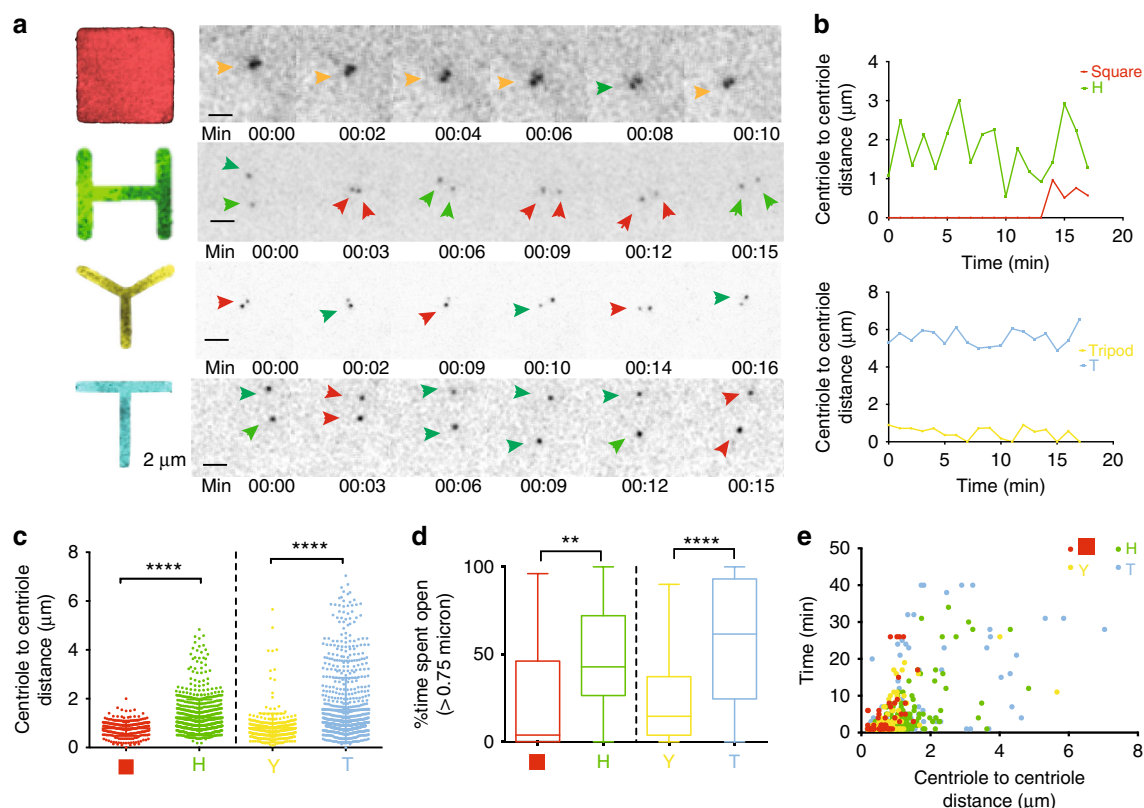 a
Min 00:00 00:02 00:04 00:06 00:08 00:10
Min 00:00 00:03 00:06 00:09 00:12 00:15
Min 00:00 00:02 00:09 00:10 00:14 00:16
2 μm
Min 00:00 00:03 00:06 00:09 00:12 00:15
b
Centriole to centriole
distance (μm)
4
3
2
1
0
Square
H
0 5 10 15 20
Time (min)
Centriole to centriole
distance (μm)
8
6
4
2
0
Tripod
T
0 5 10 15 20
Time (min)
c
Centriole to centriole
distance (μm)
8
6
4
2
0
****
****
H Y T
d
%time spent open
(> 0.75 micron)
100
50
0
**
****
H Y T
e
Time (min)
50
40
30
20
10
0
H
Y T
0 2 4 6 8
Centriole to centriole
distance (μm)